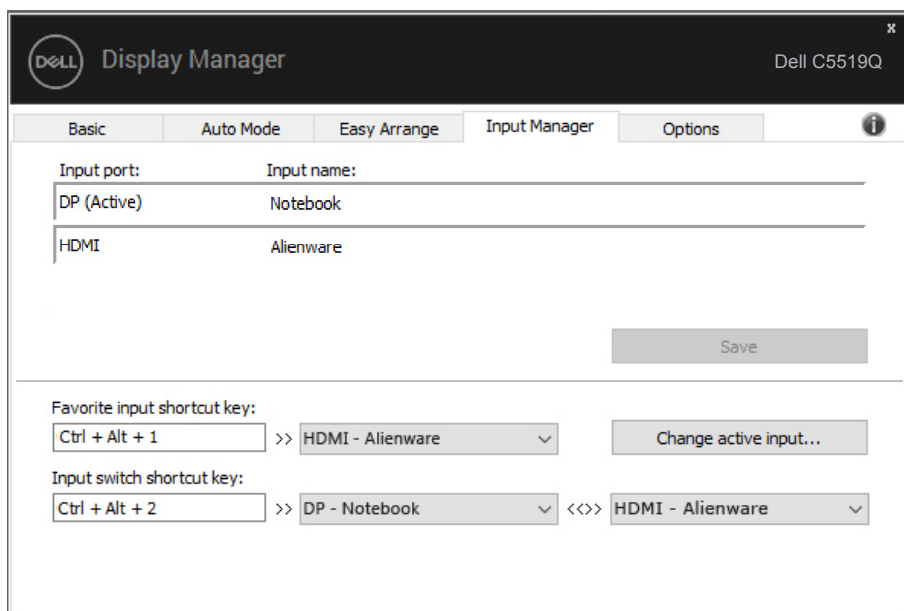 x
DELL Display Manager Dell C5519Q
Basic Auto Mode Easy Arrange Input Manager Options i
Input port: Input name:
DP (Active) Notebook
HDMI Alienware
Save
Favorite input shortcut key:
Ctrl + Alt + 1 >> HDMI - Alienware Change active input...
Input switch shortcut key:
Ctrl + Alt + 2 >> DP - Notebook <<>> HDMI - Alienware